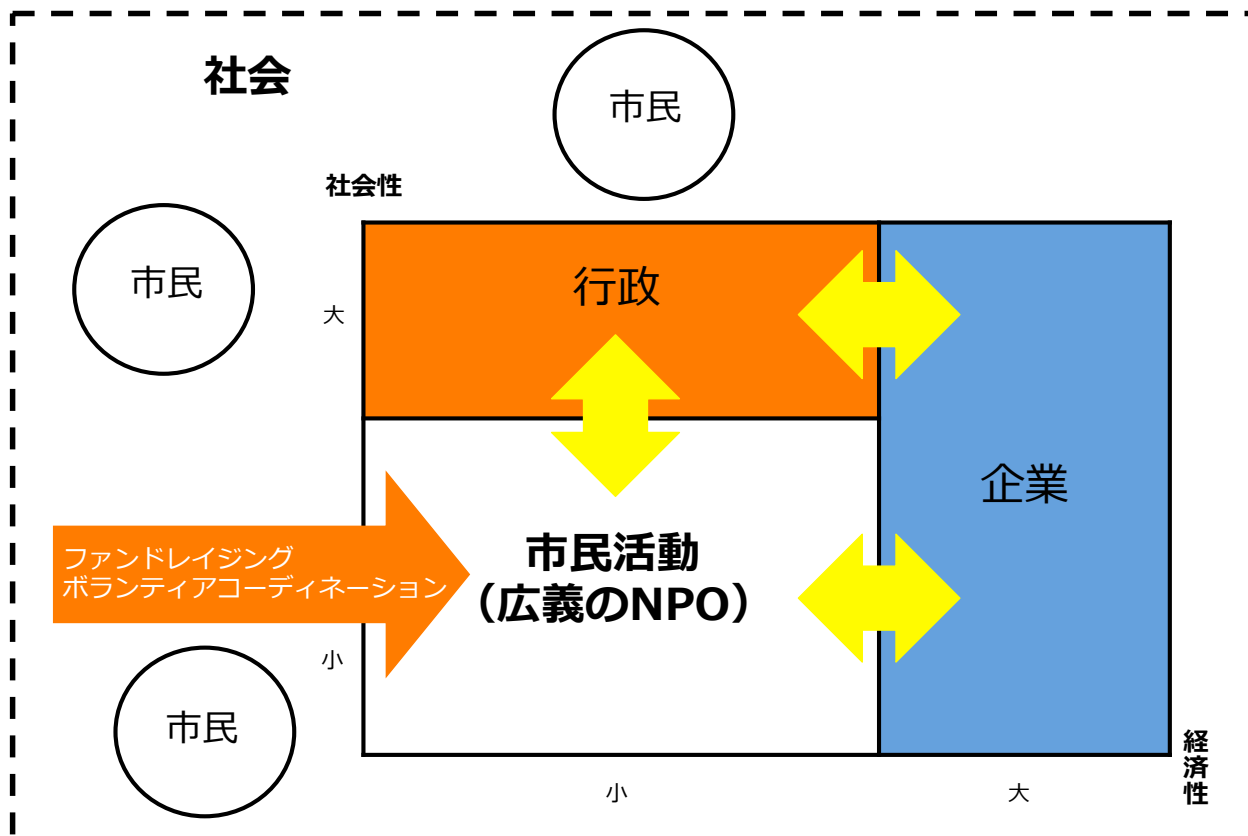 社会
市民
社会性
市民
行政
大
企業
ファンドレイジング
ボランティアコーディネーション
市民活動
（広義のNPO）
小
市民
経済性
小
大